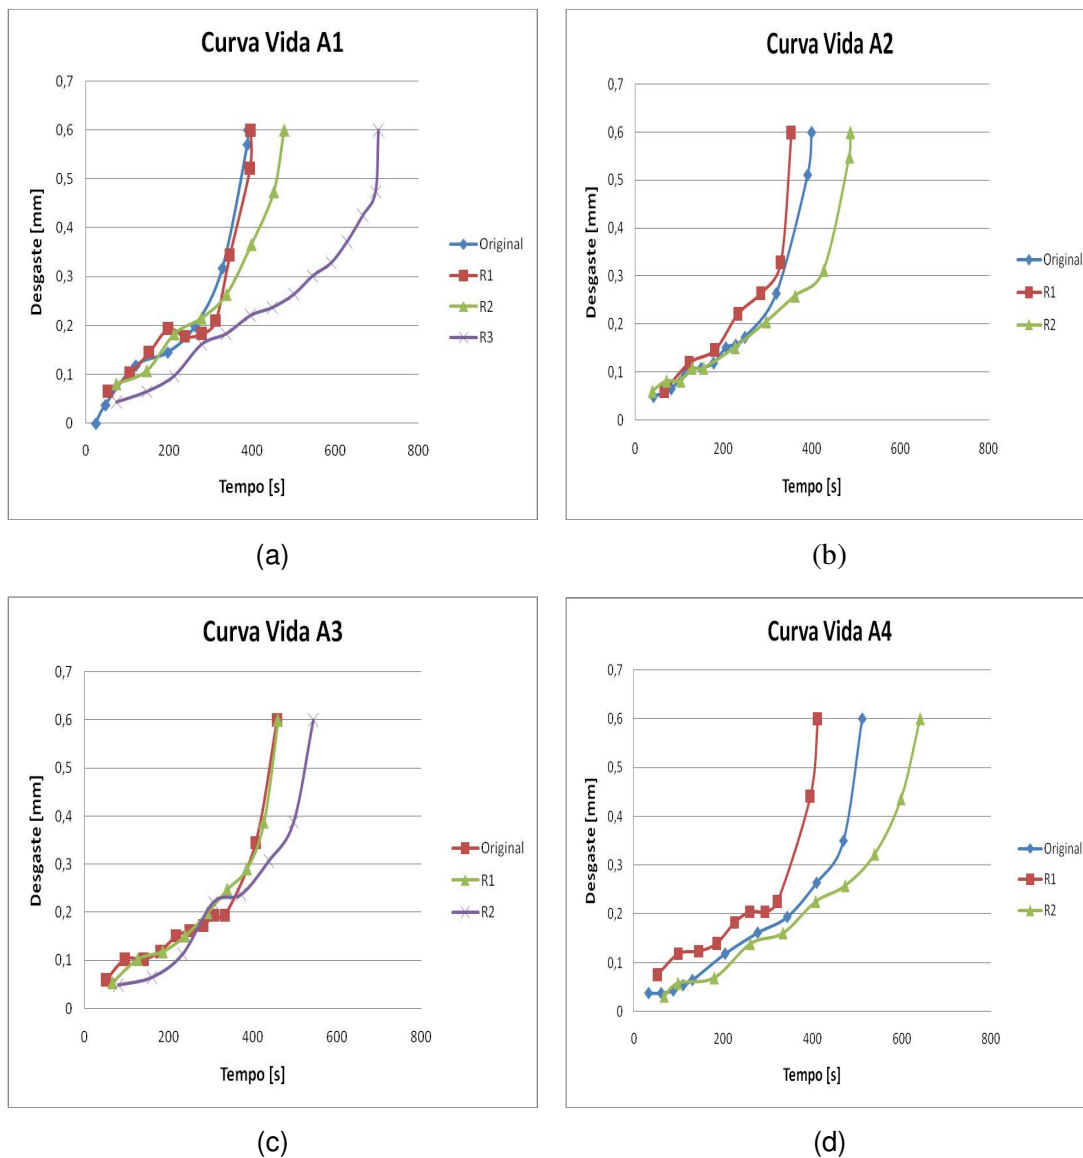 Curva Vida A1
0,7
0,6
0,5
0,4
0,3
0,2
0,1
0
0 200 400 600 800
Desgaste [mm]
Tempo [s]
Original
R1
R2
R3
(a)
Curva Vida A2
0,7
0,6
0,5
0,4
0,3
0,2
0,1
0
0 200 400 600 800
Desgaste [mm]
Tempo [s]
Original
R1
R2
(b)
Curva Vida A3
0,7
0,6
0,5
0,4
0,3
0,2
0,1
0
0 200 400 600 800
Desgaste [mm]
Tempo [s]
Original
R1
R2
(c)
Curva Vida A4
0,7
0,6
0,5
0,4
0,3
0,2
0,1
0
0 200 400 600 800
Desgaste [mm]
Tempo [s]
Original
R1
R2
(d)